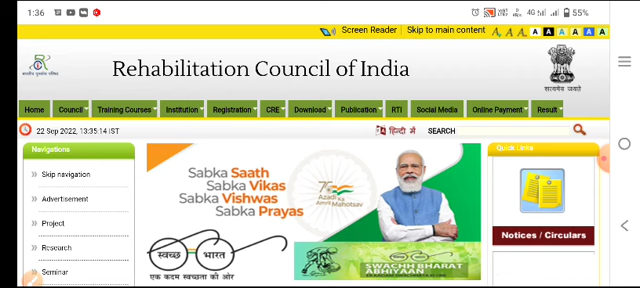 1:36
4G
55%
Screen Reader
Skip to main content
A A A A A A A A A
Rehabilitation Council of India
सत्यमेव जयते
Home Council Training Courses Institution Registration CRE Download Publication RTI Social Media Online Payment Result
22 Sep 2022, 13:35:14 IST
हिन्दी में
SEARCH
Navigations
Skip navigation
Advertisement
Project
Research
Seminar
Sabka Saath
Sabka Vikas
Sabka Vishwas
Sabka Prayas
75
Azadi Ka
Amrit Mahotsav
स्वच्छ भारत
एक कदम स्वच्छता की ओर
SWACHH BHARAT
ABHIYAAN
Quick Links
Notices / Circulars